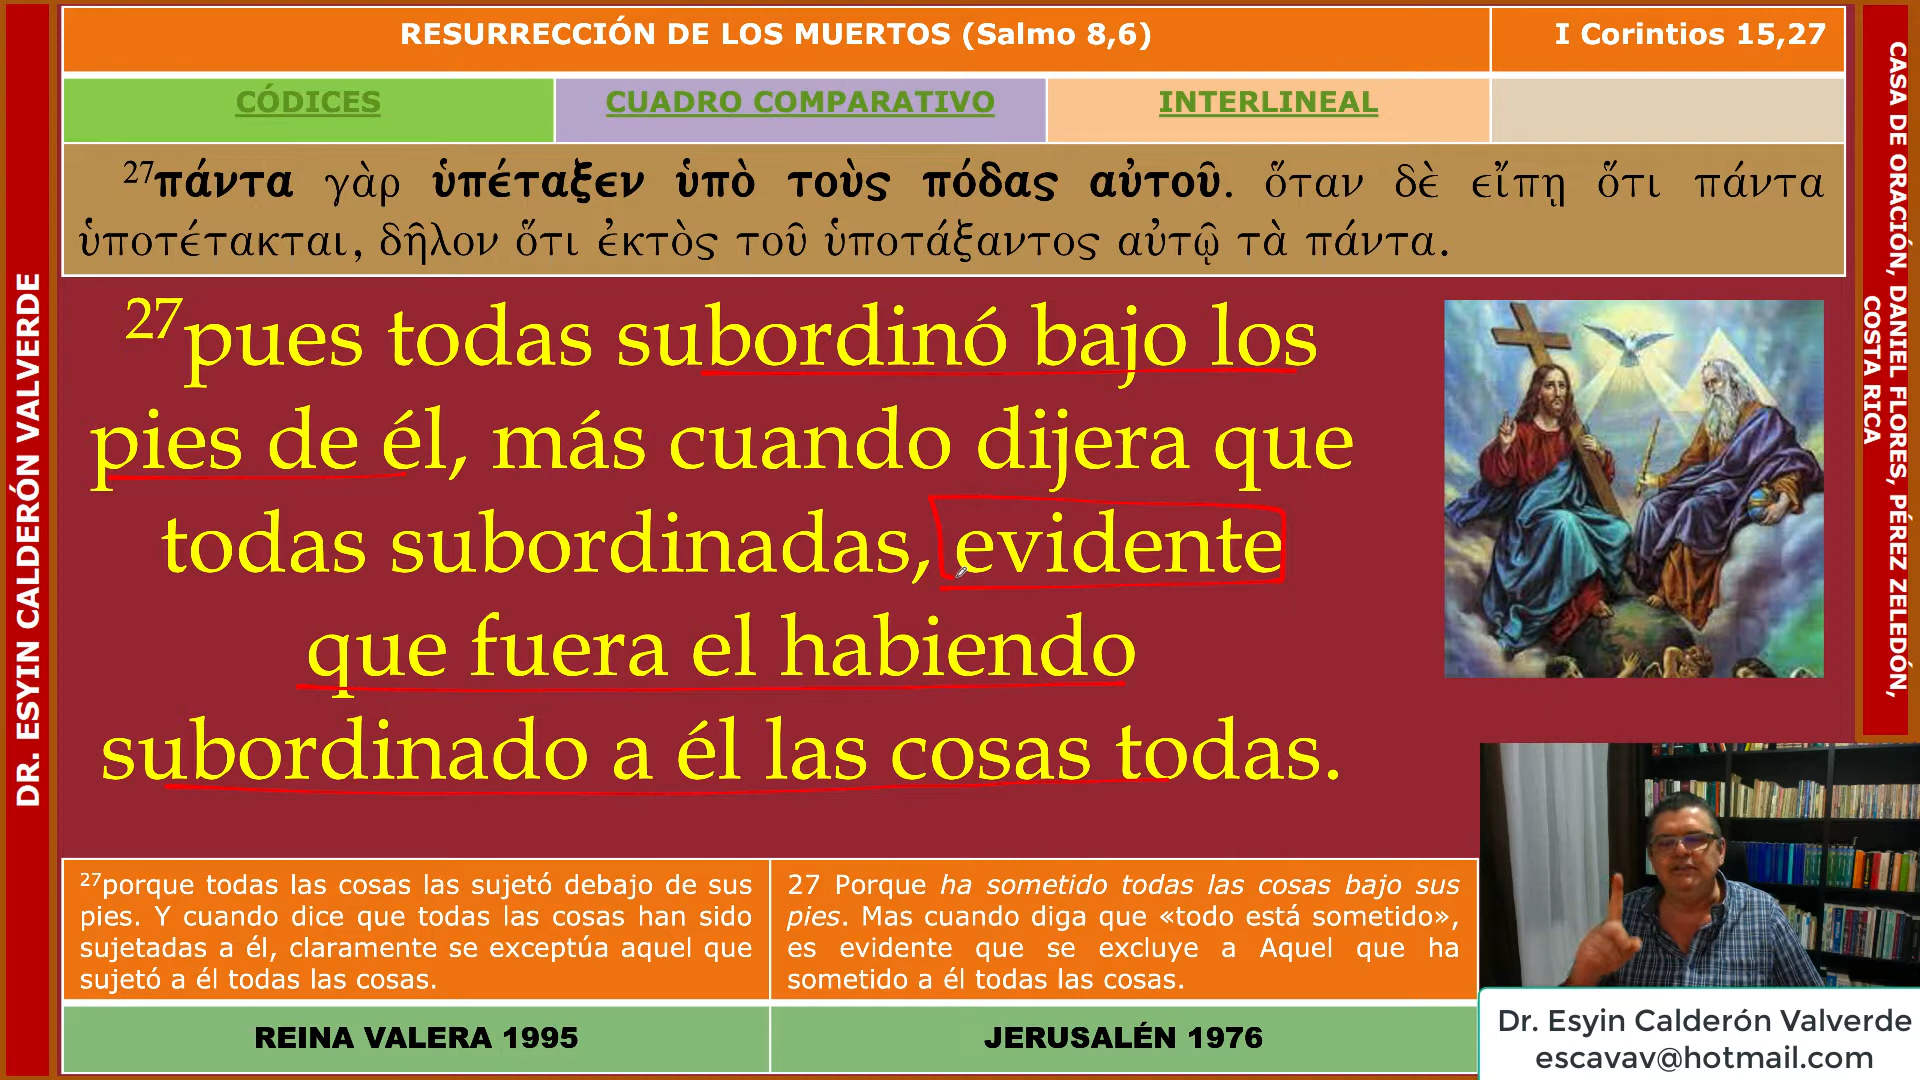 RESURRECCIÓN DE LOS MUERTOS (Salmo 8,6)
I Corintios 15,27
CÓDICES
CUADRO COMPARATIVO
INTERLINEAL
27πάντα γὰρ ὑπέταξεν ὑπὸ τοὺς πόδας αὐτοῦ. ὅταν δὲ εἴπῃ ὅτι πάντα
ὑποτέτακται, δῆλον ὅτι ἐκτὸς τοῦ ὑποτάξαντος αὐτῷ τὰ πάντα.
27pues todas subordinó bajo los
pies de él, más cuando dijera que
todas subordinadas, evidente
que fuera el habiendo
subordinado a él las cosas todas.
27porque todas las cosas las sujetó debajo de sus
pies. Y cuando dice que todas las cosas han sido
sujetadas a él, claramente se exceptúa aquel que
sujetó a él todas las cosas.
27 Porque ha sometido todas las cosas bajo sus
pies. Mas cuando diga que «todo está sometido»,
es evidente que se excluye a Aquel que ha
sometido a él todas las cosas.
REINA VALERA 1995
JERUSALÉN 1976
DR. ESYIN CALDERÓN VALVERDE
CASA DE ORACIÓN, DANIEL FLORES, PÉREZ ZELEDÓN,
COSTA RICA
Dr. Esyin Calderón Valverde
escavav@hotmail.com